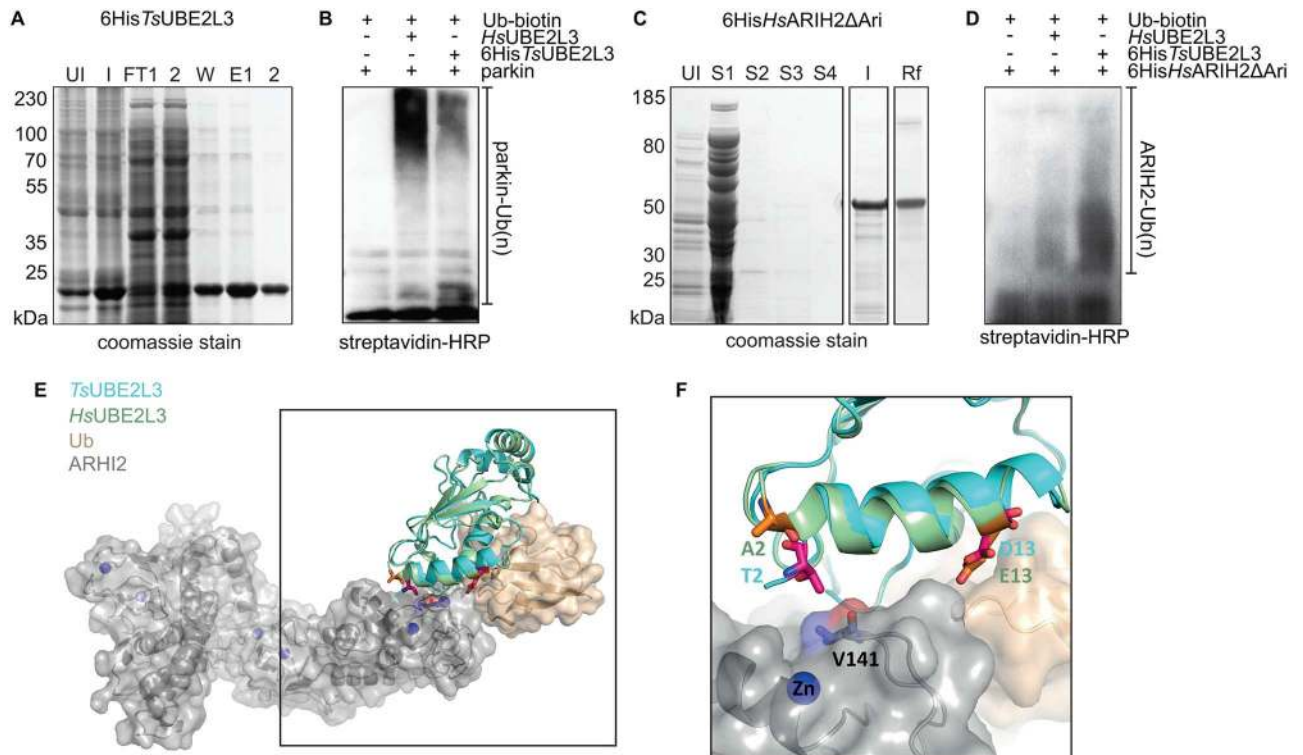 A 6HisTsUBE2L3
UI I FT1 2 W E1 2
230
100
70
55
35
25
kDa
coomassie stain
B + + + Ub-biotin
- + - HsUBE2L3
- - + 6HisTsUBE2L3
+ + + parkin
parkin-Ub(n)
streptavidin-HRP
C 6HisHsARIH2ΔAri
UI S1 S2 S3 S4 I Rf
185
80
50
30
25
kDa
coomassie stain
D + + + Ub-biotin
- + - HsUBE2L3
- - + 6HisTsUBE2L3
+ + + 6HisHsARIH2ΔAri
ARIH2-Ub(n)
streptavidin-HRP
E
TsUBE2L3
HsUBE2L3
Ub
ARHI2
F
A2
T2
D13
E13
V141
Zn